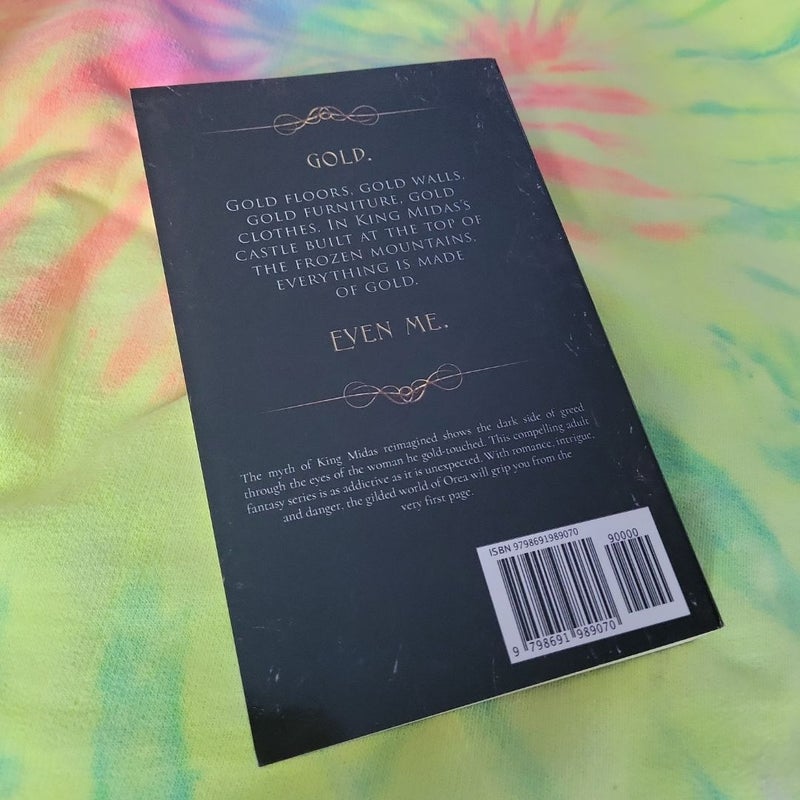 GOLD.
GOLD FLOORS, GOLD WALLS,
GOLD FURNITURE, GOLD
CLOTHES. IN KING MIDAS'S
CASTLE BUILT AT THE TOP OF
THE FROZEN MOUNTAINS,
EVERYTHING IS MADE
OF GOLD.
EVEN ME.
The myth of King Midas reimagined shows the dark side of greed
through the eyes of the woman he gold-touched. This compelling adult
fantasy series is as addictive as it is unexpected. With romance, intrigue,
and danger, the gilded world of Orea will grip you from the
very first page.
ISBN 9798691989070
90000
9 798691 989070